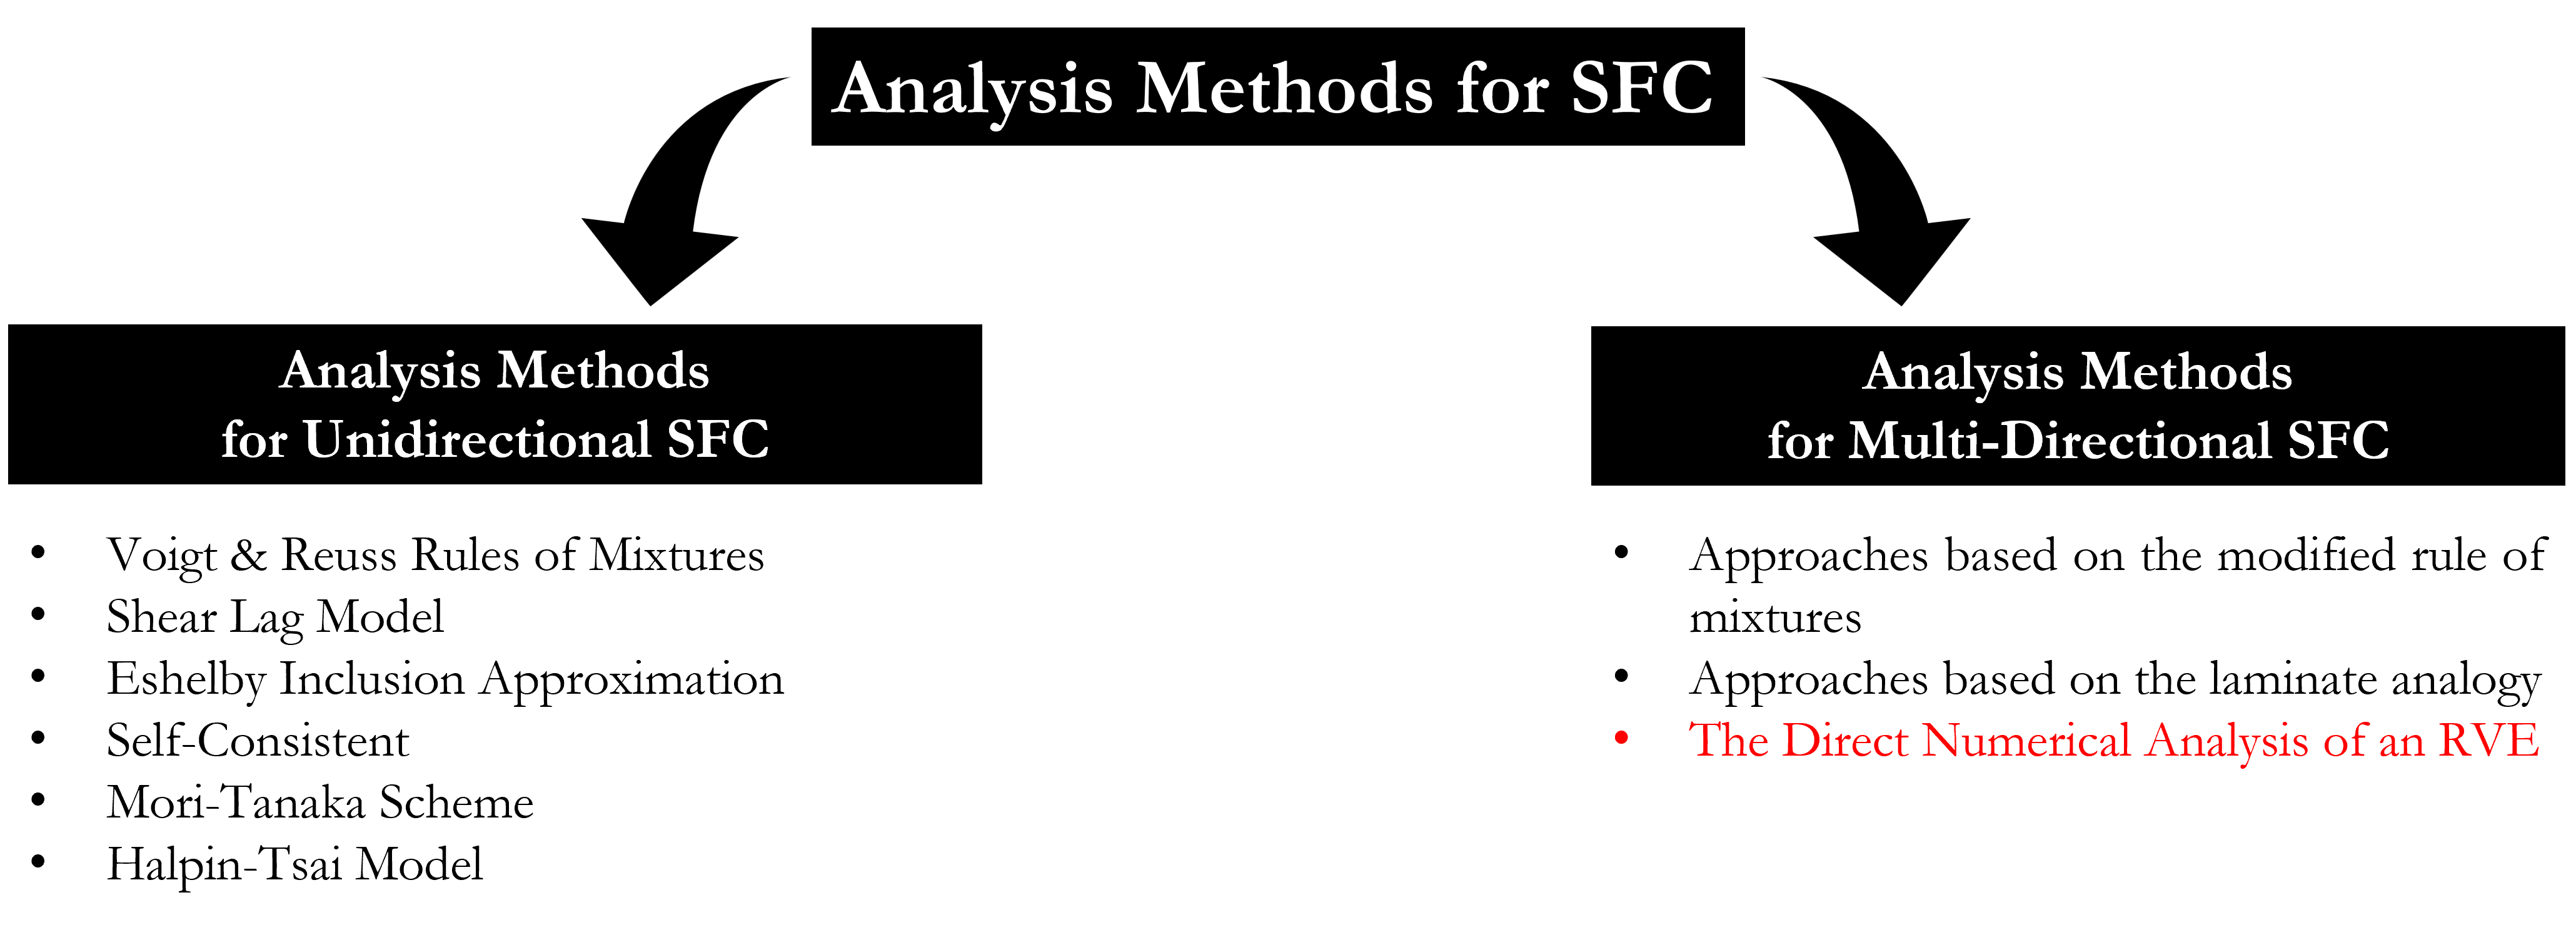 Analysis Methods for SFC
Analysis Methods
for Unidirectional SFC
• Voigt & Reuss Rules of Mixtures
• Shear Lag Model
• Eshelby Inclusion Approximation
• Self-Consistent
• Mori-Tanaka Scheme
• Halpin-Tsai Model
Analysis Methods
for Multi-Directional SFC
• Approaches based on the modified rule of
mixtures
• Approaches based on the laminate analogy
• The Direct Numerical Analysis of an RVE